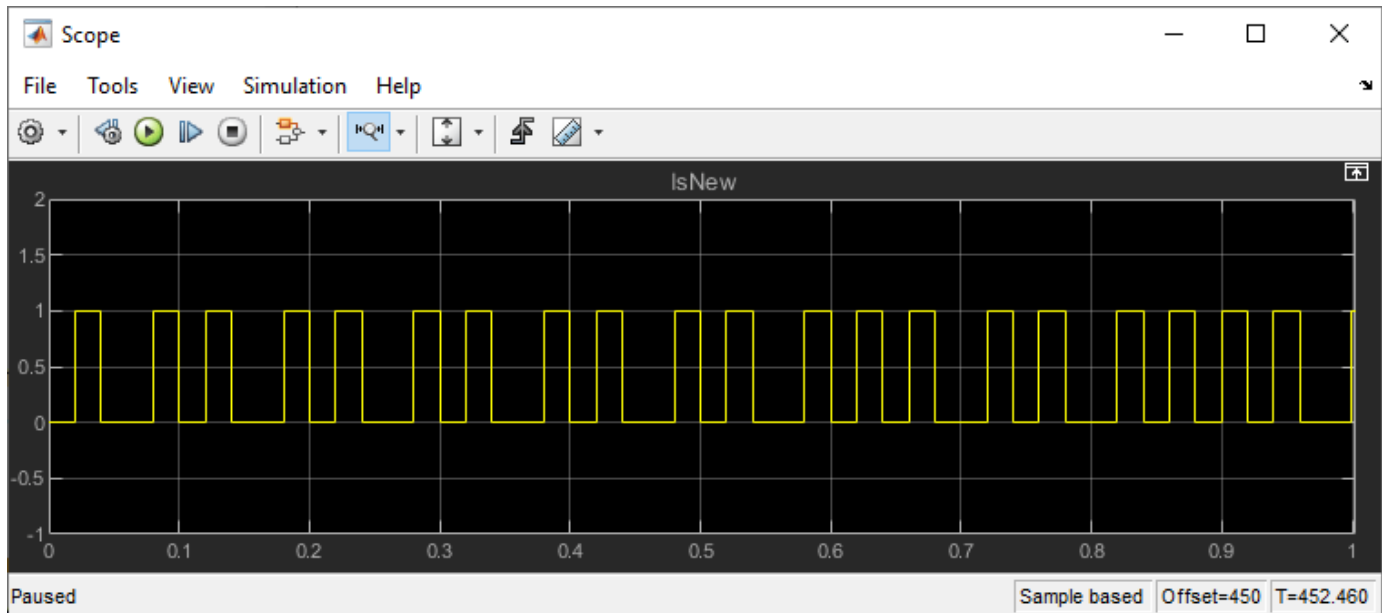 Scope
File Tools View Simulation Help
IsNew
2
1.5
1
0.5
0
-0.5
-1
0 0.1 0.2 0.3 0.4 0.5 0.6 0.7 0.8 0.9 1
Paused Sample based Offset=450 T=452.460